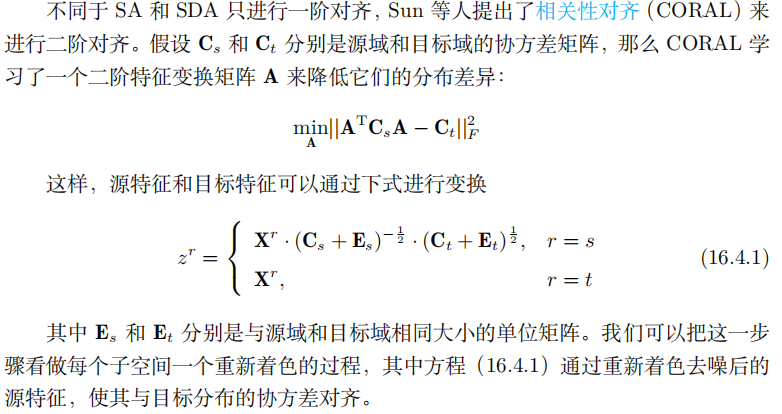 不同于 SA 和 SDA 只进行一阶对齐，Sun 等人提出了相关性对齐 (CORAL) 来
进行二阶对齐。假设 C_s 和 C_t 分别是源域和目标域的协方差矩阵，那么 CORAL 学
习了一个二阶特征变换矩阵 A 来降低它们的分布差异：
min_A ||A^T C_s A − C_t||_F^2
这样，源特征和目标特征可以通过下式进行变换
z^r = { X^r · (C_s + E_s)^{−1/2} · (C_t + E_t)^{1/2}, r = s
X^r, r = t (16.4.1)
其中 E_s 和 E_t 分别是与源域和目标域相同大小的单位矩阵。我们可以把这一步
骤看做每个子空间一个重新着色的过程，其中方程（16.4.1）通过重新着色去噪后的
源特征，使其与目标分布的协方差对齐。